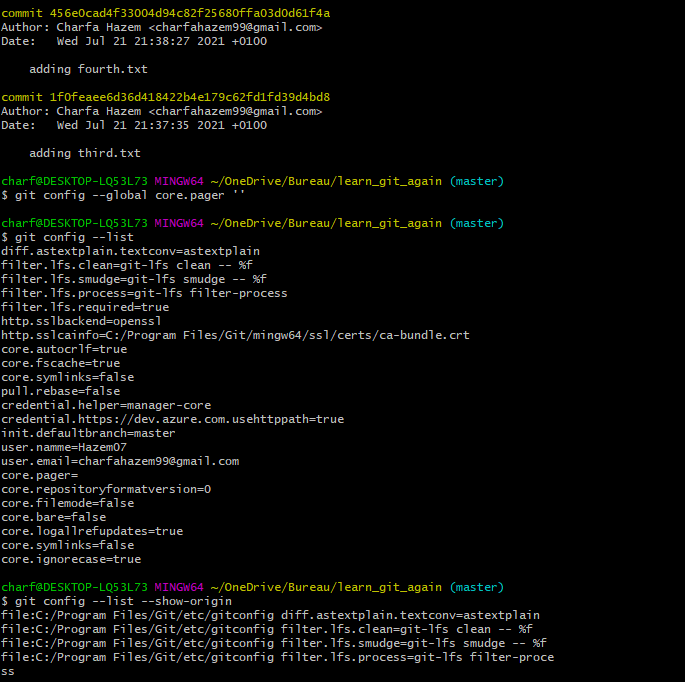 commit 456e0cad4f33004d94c82f25680ffa03d0d61f4a
Author: Charfa Hazem <charfahazem99@gmail.com>
Date:   Wed Jul 21 21:38:27 2021 +0100
    adding fourth.txt
commit 1f0feaee6d36d418422b4e179c62fd1fd39d4bd8
Author: Charfa Hazem <charfahazem99@gmail.com>
Date:   Wed Jul 21 21:37:35 2021 +0100
    adding third.txt
charf@DESKTOP-LQ53L73 MINGW64 ~/OneDrive/Bureau/learn_git_again (master)
$ git config --global core.pager ''
charf@DESKTOP-LQ53L73 MINGW64 ~/OneDrive/Bureau/learn_git_again (master)
$ git config --list
diff.astextplain.textconv=astextplain
filter.lfs.clean=git-lfs clean -- %f
filter.lfs.smudge=git-lfs smudge -- %f
filter.lfs.process=git-lfs filter-process
filter.lfs.required=true
http.sslbackend=openssl
http.sslcainfo=C:/Program Files/Git/mingw64/ssl/certs/ca-bundle.crt
core.autocrlf=true
core.fscache=true
core.symlinks=false
pull.rebase=false
credential.helper=manager-core
credential.https://dev.azure.com.usehttppath=true
init.defaultbranch=master
user.namme=Hazem07
user.email=charfahazem99@gmail.com
core.pager=
core.repositoryformatversion=0
core.filemode=false
core.bare=false
core.logallrefupdates=true
core.symlinks=false
core.ignorecase=true
charf@DESKTOP-LQ53L73 MINGW64 ~/OneDrive/Bureau/learn_git_again (master)
$ git config --list --show-origin
file:C:/Program Files/Git/etc/gitconfig diff.astextplain.textconv=astextplain
file:C:/Program Files/Git/etc/gitconfig filter.lfs.clean=git-lfs clean -- %f
file:C:/Program Files/Git/etc/gitconfig filter.lfs.smudge=git-lfs smudge -- %f
file:C:/Program Files/Git/etc/gitconfig filter.lfs.process=git-lfs filter-proce
ss